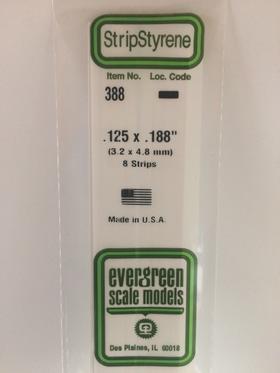 StripStyrene
Item No. Loc. Code
388
.125 x .188"
(3.2 x 4.8 mm)
8 Strips
Made in U.S.A.
evergreen
scale models
Des Plaines, IL 60018